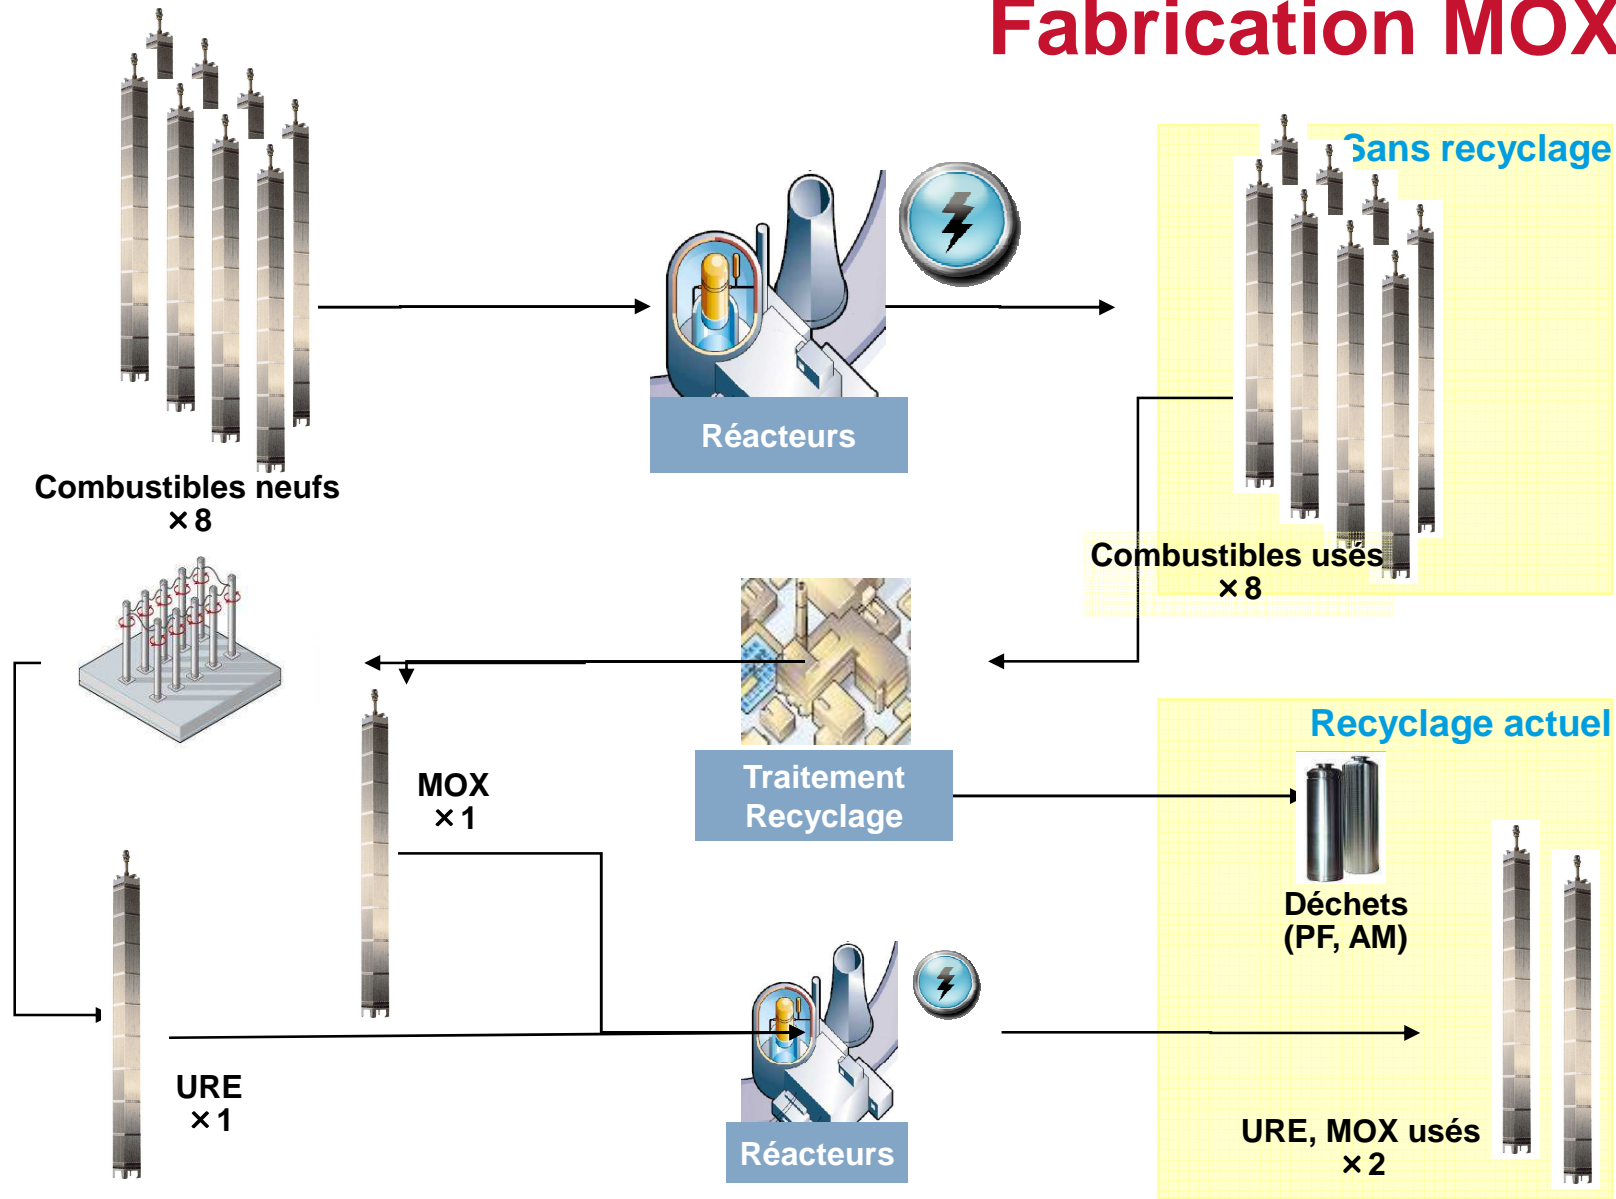 Fabrication MOX
Sans recyclage
Réacteurs
Combustibles neufs
×8
Combustibles usés
×8
Recyclage actuel
Traitement
Recyclage
MOX
×1
Déchets
(PF, AM)
URE
×1
URE, MOX usés
×2
Réacteurs